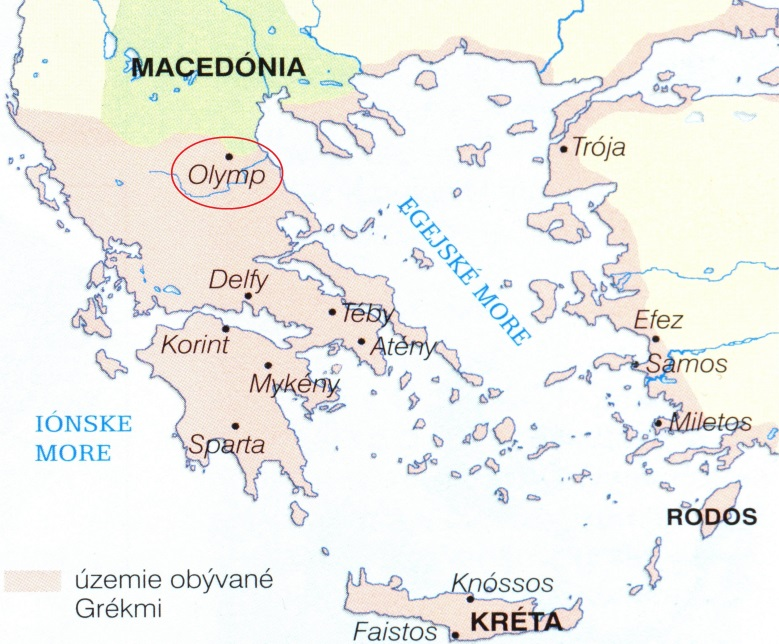 MACEDÓNIA
Olymp
Trója
EGEJSKÉ MORE
Delfy
Téby
Efez
Korint
Atény
Samos
Mykény
IÓNSKE
MORE
Miletos
Sparta
RODOS
územie obývané
Grékmi
Knóssos
KRÉTA
Faistos